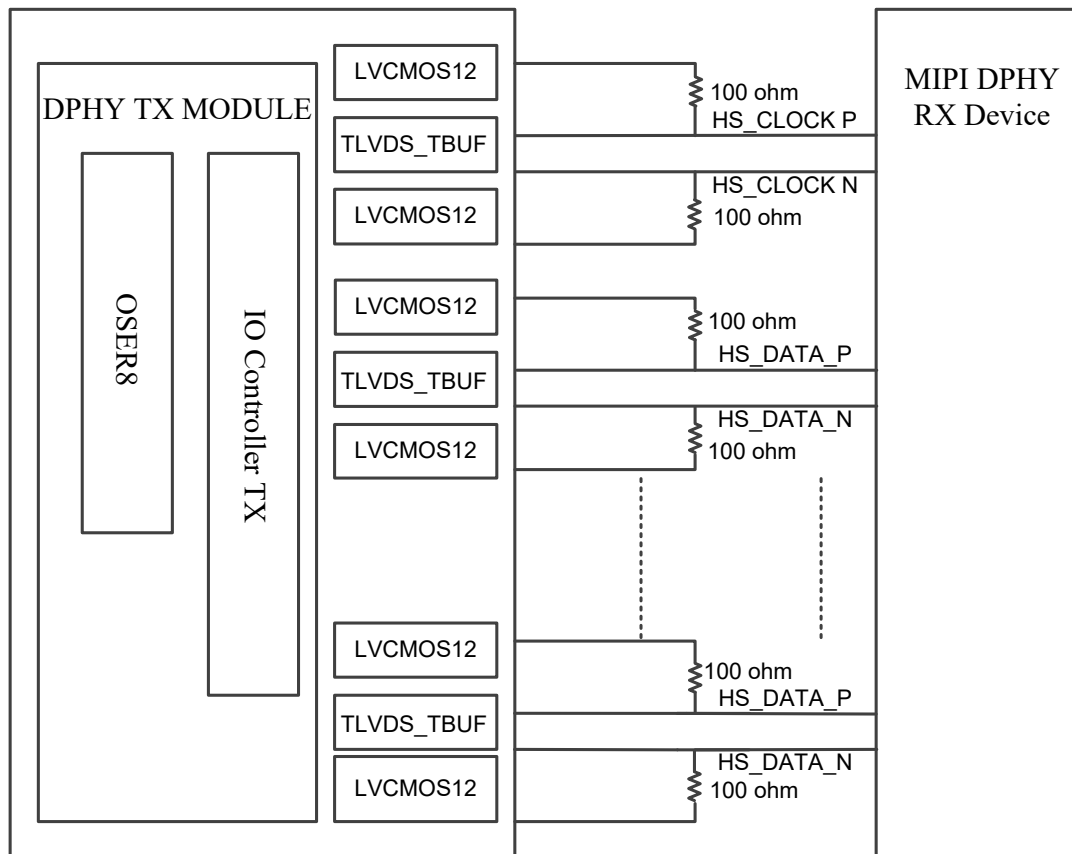 DPHY TX MODULE
OSER8
IO Controller TX
LVCMOS12
TLVDS_TBUF
LVCMOS12
LVCMOS12
TLVDS_TBUF
LVCMOS12
LVCMOS12
TLVDS_TBUF
LVCMOS12
100 ohm
HS_CLOCK P
HS_CLOCK N
100 ohm
100 ohm
HS_DATA_P
HS_DATA_N
100 ohm
100 ohm
HS_DATA_P
HS_DATA_N
100 ohm
MIPI DPHY
RX Device